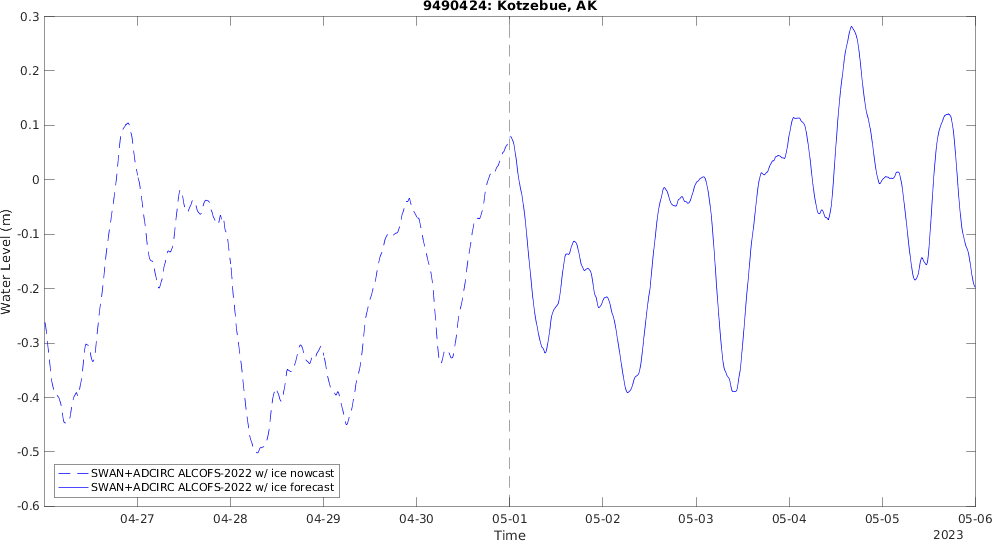 9490424: Kotzebue, AK
Water Level (m)
0.3
0.2
0.1
0
-0.1
-0.2
-0.3
-0.4
-0.5
-0.6
SWAN+ADCIRC ALCOFS-2022 w/ ice nowcast
SWAN+ADCIRC ALCOFS-2022 w/ ice forecast
04-27 04-28 04-29 04-30 05-01 05-02 05-03 05-04 05-05 05-06
Time
2023